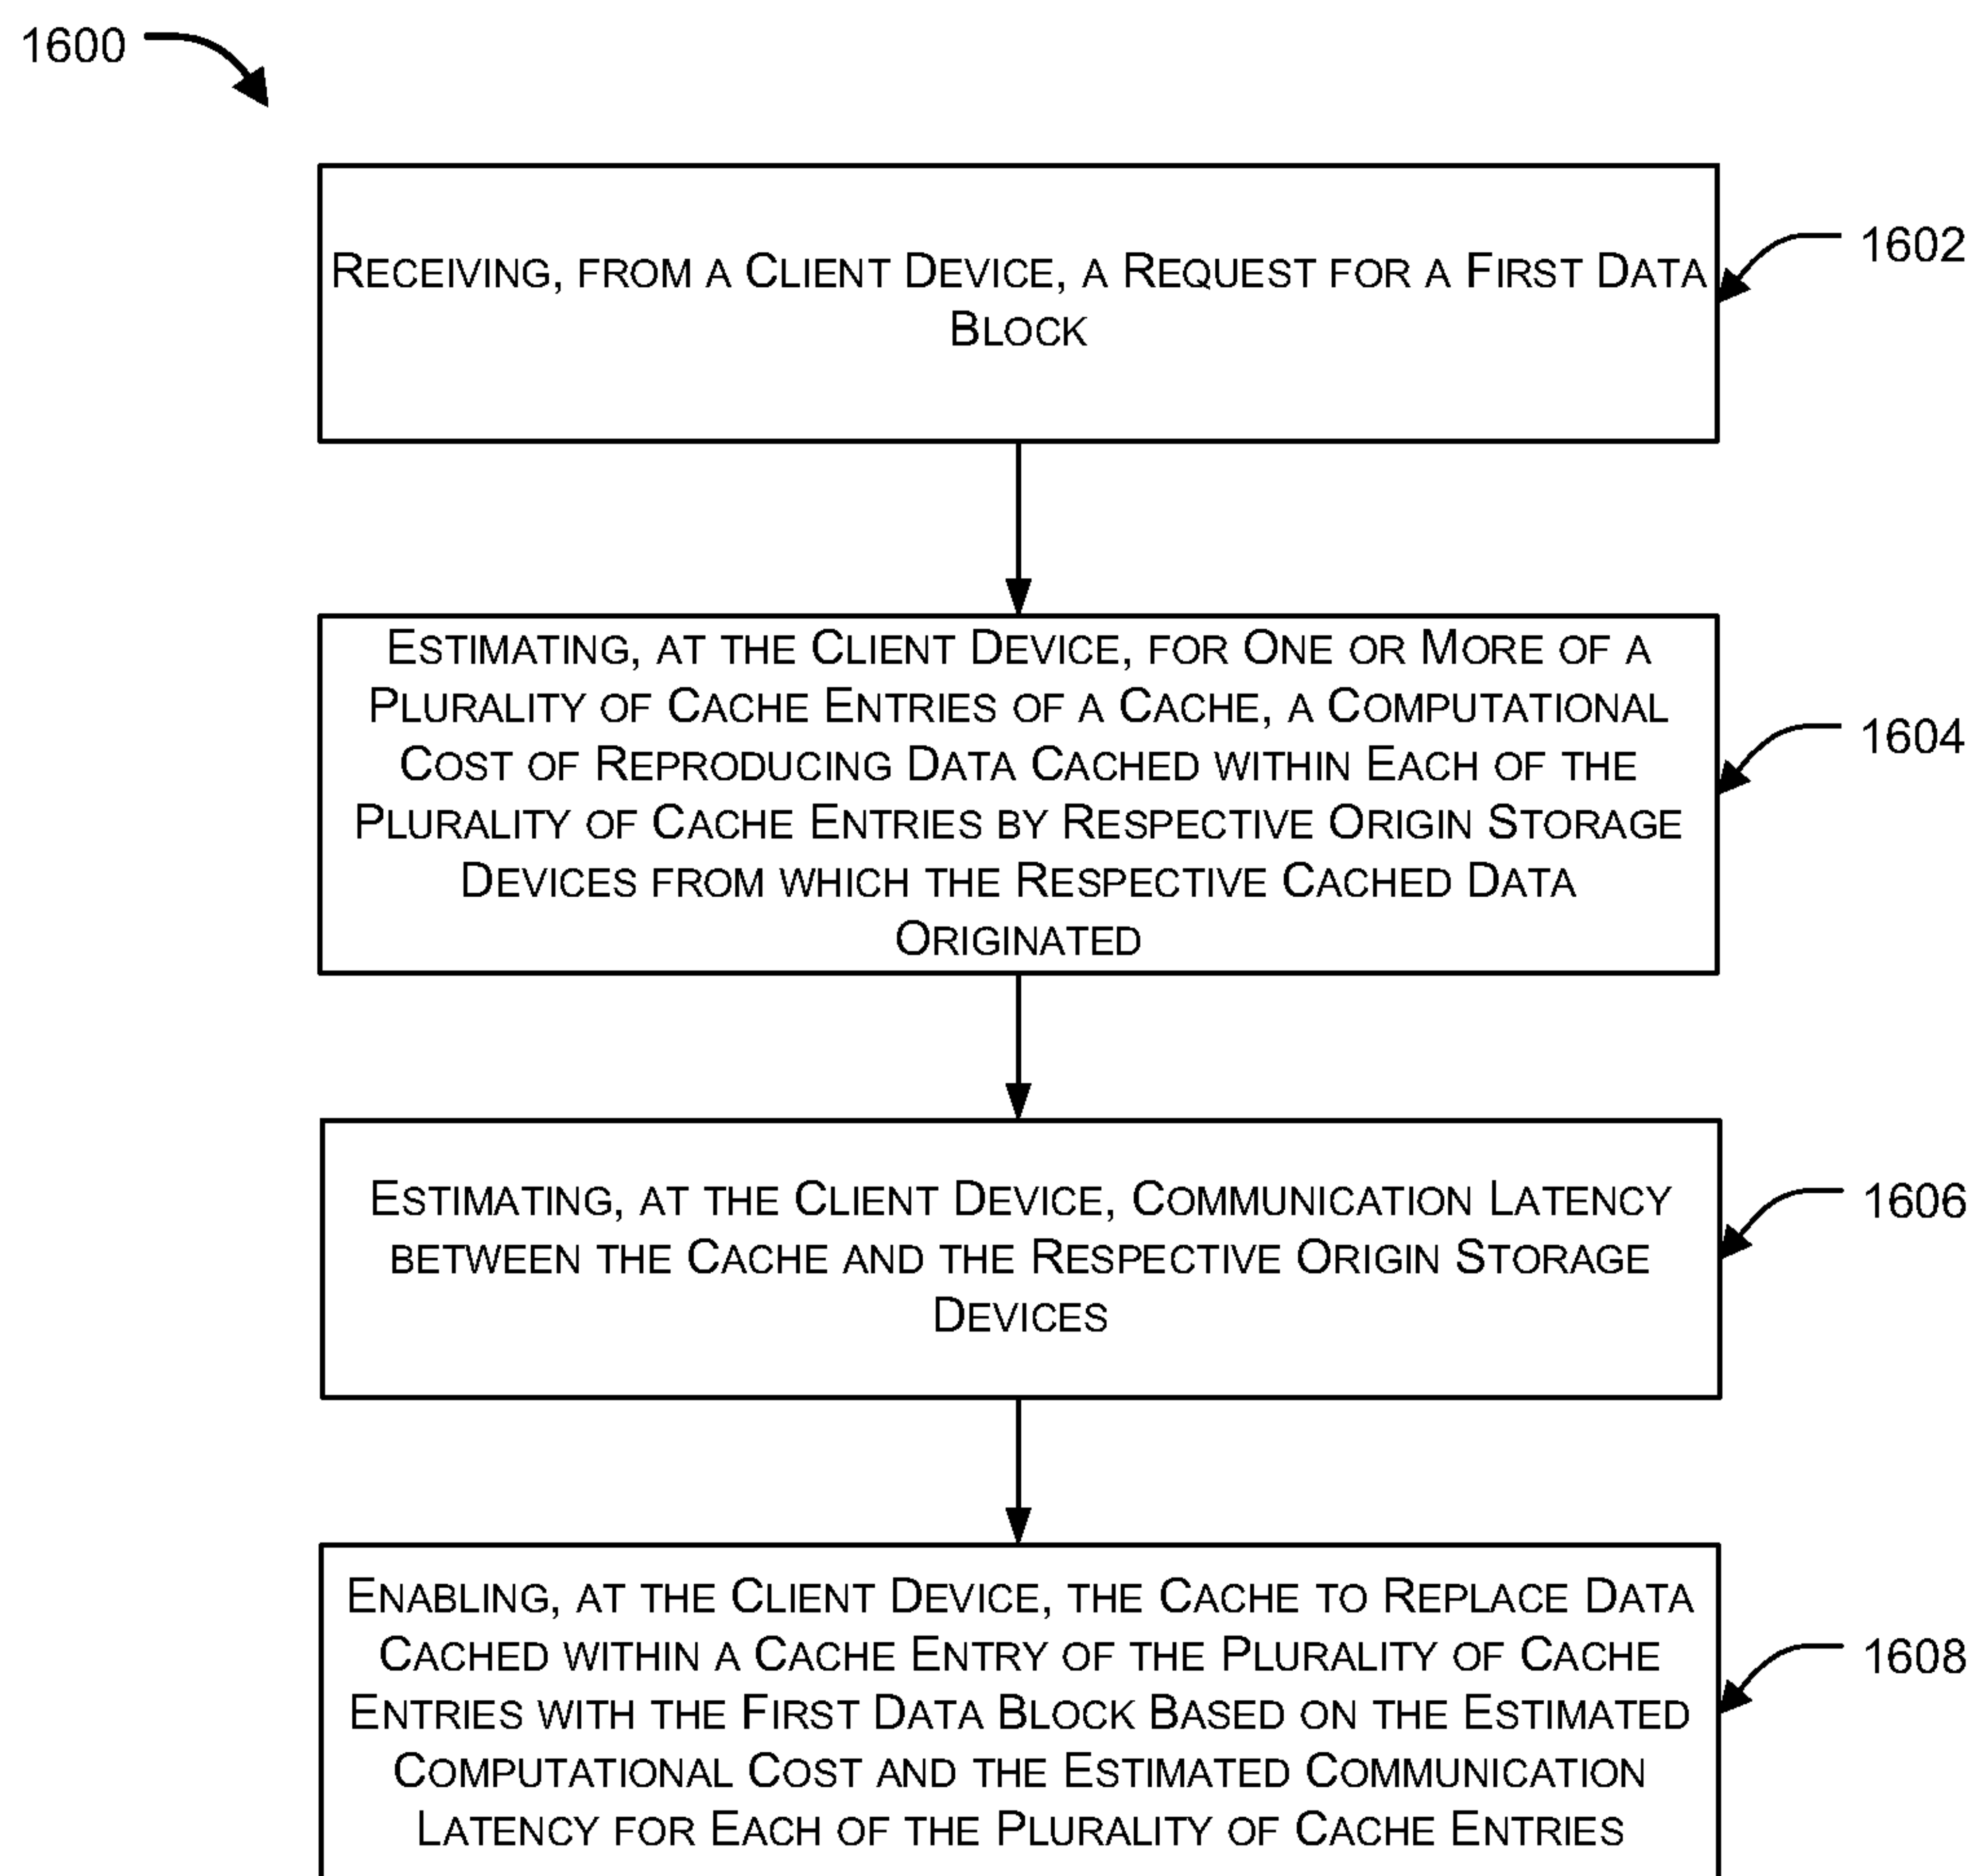 1600
RECEIVING, FROM A CLIENT DEVICE, A REQUEST FOR A FIRST DATA
BLOCK
1602
ESTIMATING, AT THE CLIENT DEVICE, FOR ONE OR MORE OF A
PLURALITY OF CACHE ENTRIES OF A CACHE, A COMPUTATIONAL
COST OF REPRODUCING DATA CACHED WITHIN EACH OF THE
PLURALITY OF CACHE ENTRIES BY RESPECTIVE ORIGIN STORAGE
DEVICES FROM WHICH THE RESPECTIVE CACHED DATA
ORIGINATED
1604
ESTIMATING, AT THE CLIENT DEVICE, COMMUNICATION LATENCY
BETWEEN THE CACHE AND THE RESPECTIVE ORIGIN STORAGE
DEVICES
1606
ENABLING, AT THE CLIENT DEVICE, THE CACHE TO REPLACE DATA
CACHED WITHIN A CACHE ENTRY OF THE PLURALITY OF CACHE
ENTRIES WITH THE FIRST DATA BLOCK BASED ON THE ESTIMATED
COMPUTATIONAL COST AND THE ESTIMATED COMMUNICATION
LATENCY FOR EACH OF THE PLURALITY OF CACHE ENTRIES
1608